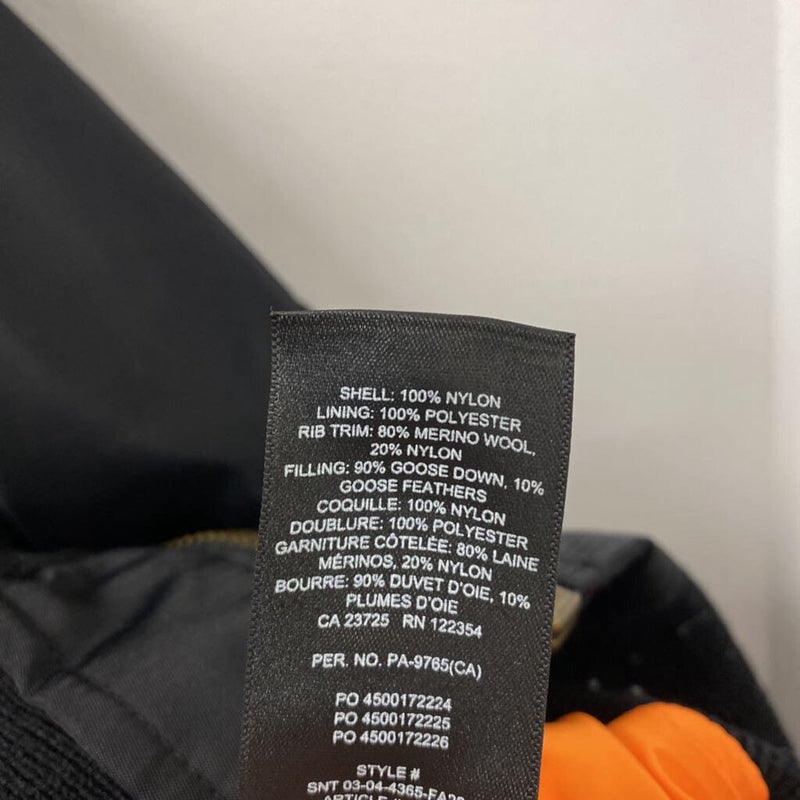 SHELL: 100% NYLON
LINING: 100% POLYESTER
RIB TRIM: 80% MERINO WOOL,
20% NYLON
FILLING: 90% GOOSE DOWN, 10%
GOOSE FEATHERS
COQUILLE: 100% NYLON
DOUBLURE: 100% POLYESTER
GARNITURE CÔTELÉE: 80% LAINE
MÉRINOS, 20% NYLON
BOURRE: 90% DUVET D'OIE, 10%
PLUMES D'OIE
CA 23725 RN 122354
PER. NO. PA-9765(CA)
PO 4500172224
PO 4500172225
PO 4500172226
STYLE #
SNT
ARTICLE #